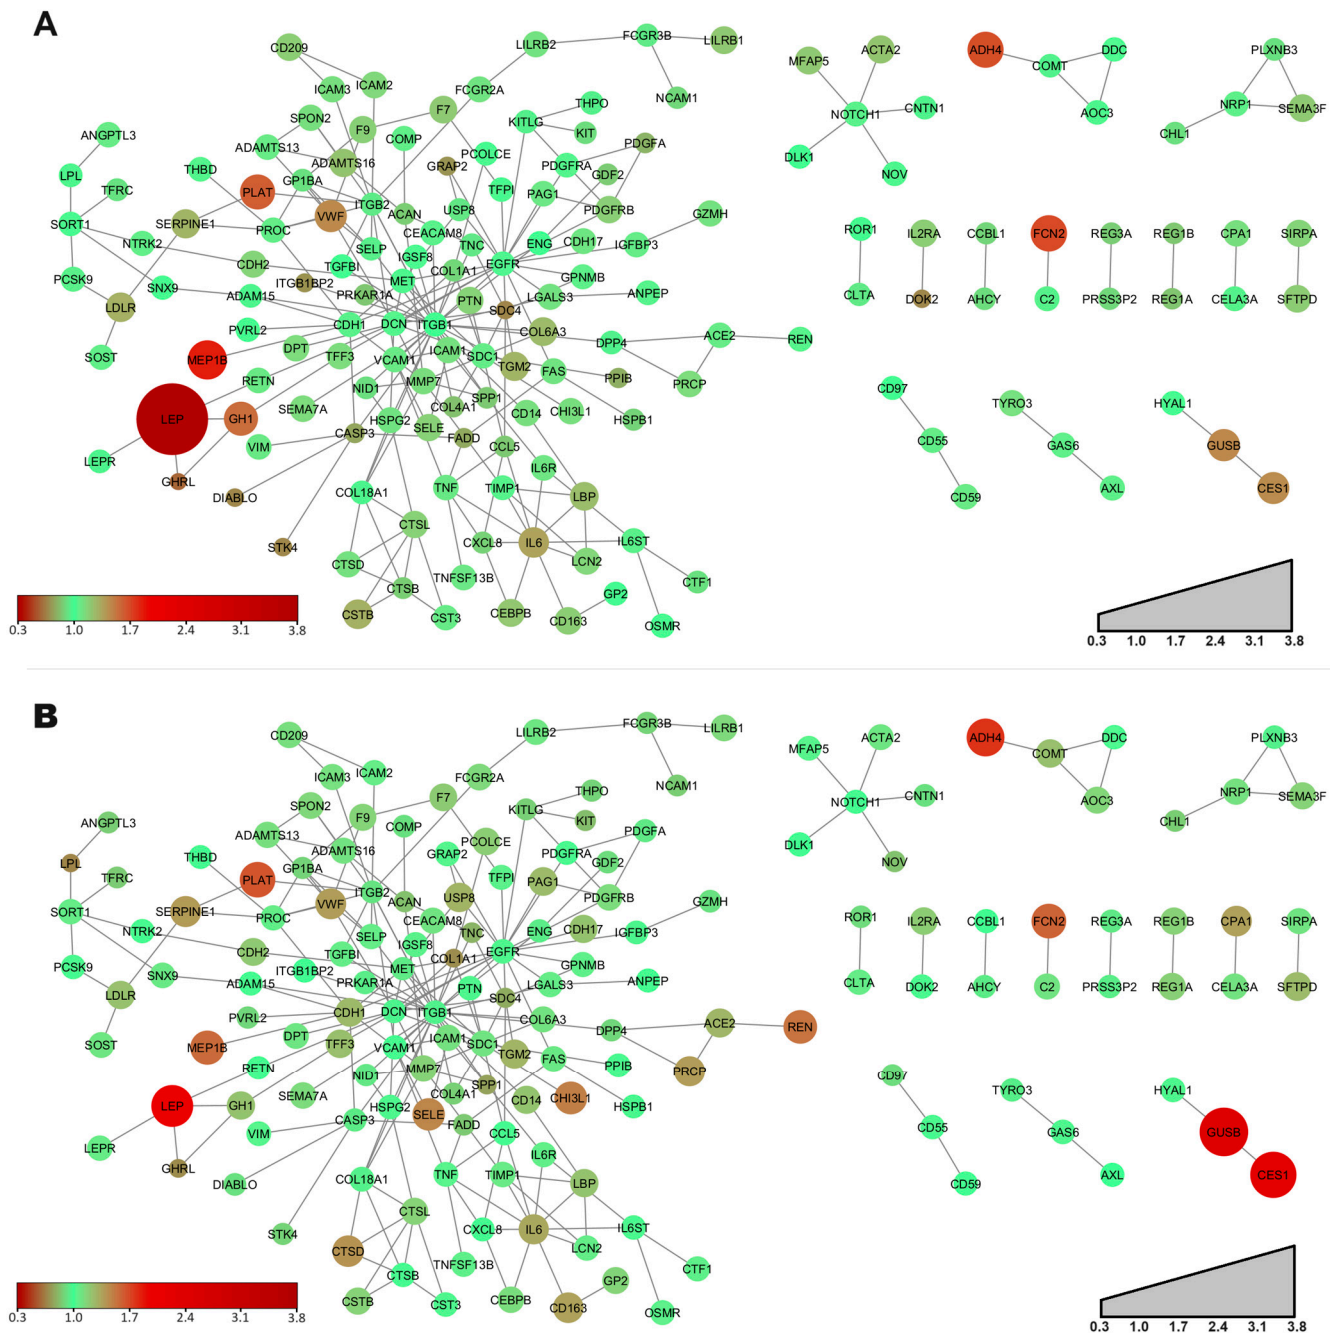 A
CD209
LILRB2
FCGR3B
LILRB1
ICAM3
ICAM2
FCGR2A
NCAM1
SPON2
F9
F7
THPO
KITLG
KIT
ANGPTL3
ADAMTS13
COMP
PCOLCE
PDGFA
LPL
THBD
ADAMTS16
GRAP2
PDGFRA
GDF2
TFRC
PLAT
GP1BA
TFPI
PAG1
SORT1
SERPINE1
VWF
ITGB2
ACAN
USP8
PDGFRB
GZMH
NTRK2
PROC
CEACAM8
SELP
IGSF8
TNC
ENG
CDH17
IGFBP3
CDH2
TGFBI
COL1A1
EGFR
PCSK9
SNX9
ITGB1BP2
MET
GPNMB
LDLR
ADAM15
PRKAR1A
PTN
LGALS3
ANPEP
SDC4
PVRL2
CDH1
DCN
ITGB1
COL6A3
ACE2
REN
SOST
MEP1B
DPT
TFF3
VCAM1
ICAM1
SDC1
DPP4
TGM2
FAS
PPIB
PRCP
RETN
NID1
MMP7
SPP1
LEP
GH1
SEMA7A
COL4A1
CD14
CHI3L1
HSPB1
HSPG2
SELE
LEPR
VIM
CASP3
FADD
CCL5
GHRL
IL6R
DIABLO
COL18A1
TNF
TIMP1
LBP
CTSL
STK4
CXCL8
IL6
IL6ST
CTSD
TNFSF13B
LCN2
CTF1
CTSB
GP2
CSTB
CST3
CEBPB
CD163
OSMR
0.3 1.0 1.7 2.4 3.1 3.8
MFAP5
ACTA2
NOTCH1
CNTN1
DLK1
NOV
ADH4
COMT
DDC
AOC3
PLXNB3
NRP1
SEMA3F
CHL1
ROR1
IL2RA
CCBL1
FCN2
REG3A
REG1B
CPA1
SIRPA
CLTA
DOK2
AHCY
C2
PRSS3P2
REG1A
CELA3A
SFTPD
CD97
CD55
CD59
TYRO3
GAS6
AXL
HYAL1
GUSB
CES1
0.3 1.0 1.7 2.4 3.1 3.8
B
CD209
LILRB2
FCGR3B
LILRB1
ICAM3
ICAM2
FCGR2A
NCAM1
SPON2
F9
F7
THPO
KITLG
KIT
ANGPTL3
ADAMTS13
COMP
PCOLCE
PDGFA
LPL
THBD
ADAMTS16
GRAP2
PDGFRA
GDF2
TFRC
PLAT
GP1BA
TFPI
PAG1
SORT1
SERPINE1
VWF
ITGB2
ACAN
USP8
PDGFRB
GZMH
NTRK2
PROC
CEACAM8
SELP
IGSF8
TNC
ENG
CDH17
IGFBP3
CDH2
TGFBI
COL1A1
EGFR
PCSK9
SNX9
ITGB1BP2
MET
GPNMB
LDLR
ADAM15
PRKAR1A
PTN
LGALS3
ANPEP
SDC4
PVRL2
CDH1
DCN
ITGB1
COL6A3
ACE2
REN
SOST
MEP1B
DPT
TFF3
VCAM1
ICAM1
SDC1
DPP4
TGM2
FAS
PPIB
PRCP
RETN
NID1
MMP7
SPP1
LEP
GH1
SEMA7A
COL4A1
CD14
CHI3L1
HSPB1
HSPG2
SELE
LEPR
VIM
CASP3
FADD
CCL5
GHRL
IL6R
DIABLO
COL18A1
TNF
TIMP1
LBP
CTSL
STK4
CXCL8
IL6
IL6ST
CTSD
TNFSF13B
LCN2
CTF1
CTSB
GP2
CSTB
CST3
CEBPB
CD163
OSMR
0.3 1.0 1.7 2.4 3.1 3.8
MFAP5
ACTA2
NOTCH1
CNTN1
DLK1
NOV
ADH4
COMT
DDC
AOC3
PLXNB3
NRP1
SEMA3F
CHL1
ROR1
IL2RA
CCBL1
FCN2
REG3A
REG1B
CPA1
SIRPA
CLTA
DOK2
AHCY
C2
PRSS3P2
REG1A
CELA3A
SFTPD
CD97
CD55
CD59
TYRO3
GAS6
AXL
HYAL1
GUSB
CES1
0.3 1.0 1.7 2.4 3.1 3.8